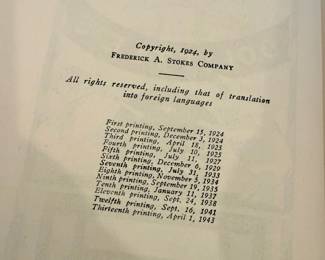 Copyright, 1924, by
FREDERICK A. STOKES COMPANY
All rights reserved, including that of translation
into foreign languages
First printing, September 15, 1924
Second printing, December 3, 1924
Third printing, April 18, 1925
Fourth printing, July 10, 1925
Fifth printing, July 11, 1927
Sixth printing, December 6, 1929
Seventh printing, July 31, 1933
Eighth printing, November 5, 1934
Ninth printing, September 19, 1935
Tenth printing, January 11, 1937
Eleventh printing, Sept. 24, 1938
Twelfth printing, Sept. 16, 1941
Thirteenth printing, April 1, 1943